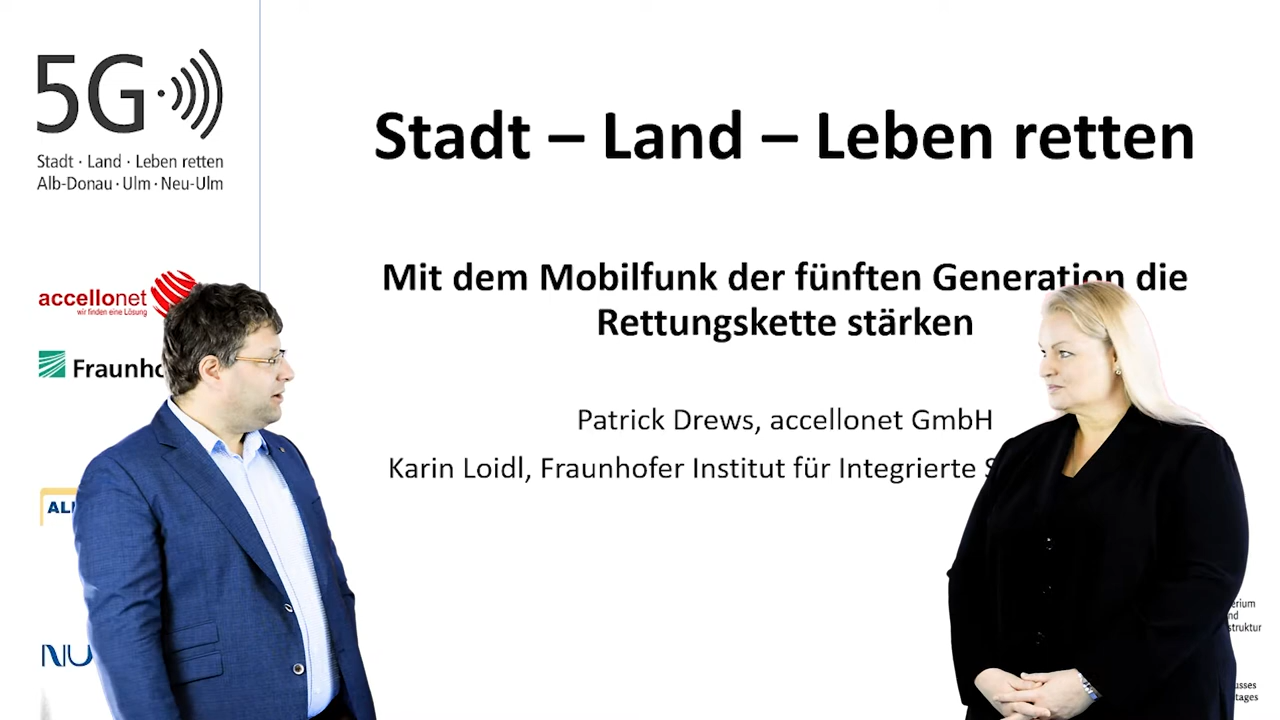 5G
Stadt · Land · Leben retten
Alb-Donau · Ulm · Neu-Ulm
accellonet
wir finden eine Lösung
Stadt – Land – Leben retten
Mit dem Mobilfunk der fünften Generation die
Rettungskette stärken
Patrick Drews, accellonet GmbH
Karin Loidl, Fraunhofer Institut für Integrierte